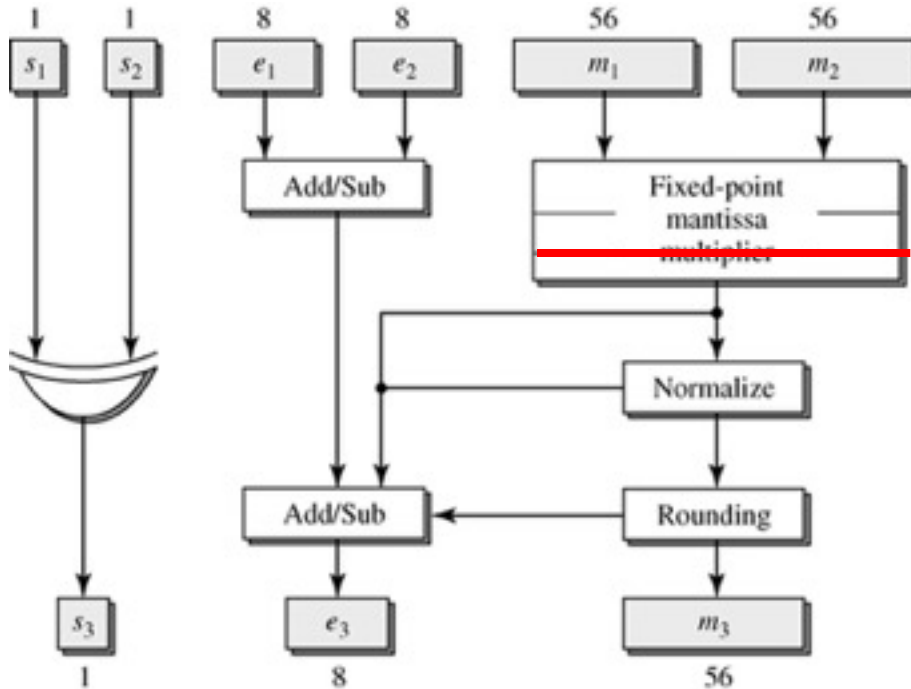 1 1 8 8 56 56
s1 s2 e1 e2 m1 m2
Add/Sub
Fixed-point
mantissa
Normalize
Add/Sub
Rounding
s3 e3 m3
1 8 56